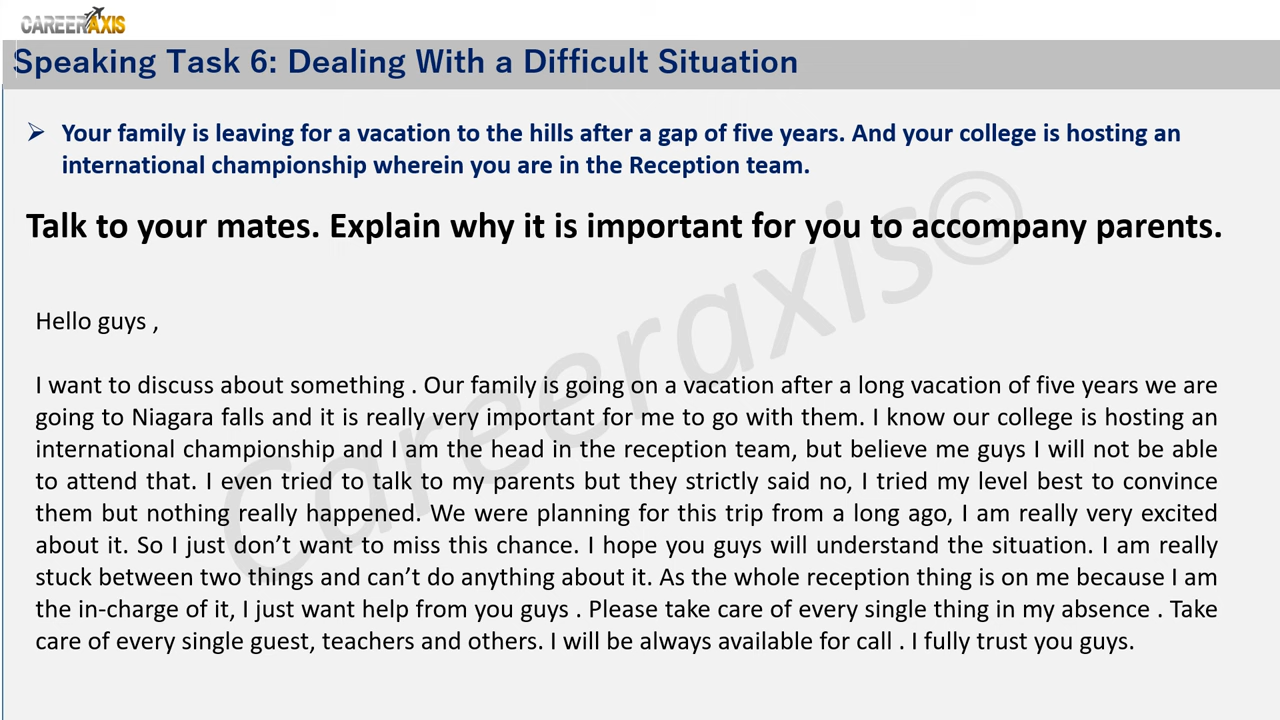 CAREERAXIS
Speaking Task 6: Dealing With a Difficult Situation
➢ Your family is leaving for a vacation to the hills after a gap of five years. And your college is hosting an
international championship wherein you are in the Reception team.
Talk to your mates. Explain why it is important for you to accompany parents.
Careeraxis©
Hello guys ,
I want to discuss about something . Our family is going on a vacation after a long vacation of five years we are
going to Niagara falls and it is really very important for me to go with them. I know our college is hosting an
international championship and I am the head in the reception team, but believe me guys I will not be able
to attend that. I even tried to talk to my parents but they strictly said no, I tried my level best to convince
them but nothing really happened. We were planning for this trip from a long ago, I am really very excited
about it. So I just don’t want to miss this chance. I hope you guys will understand the situation. I am really
stuck between two things and can’t do anything about it. As the whole reception thing is on me because I am
the in-charge of it, I just want help from you guys . Please take care of every single thing in my absence . Take
care of every single guest, teachers and others. I will be always available for call . I fully trust you guys.